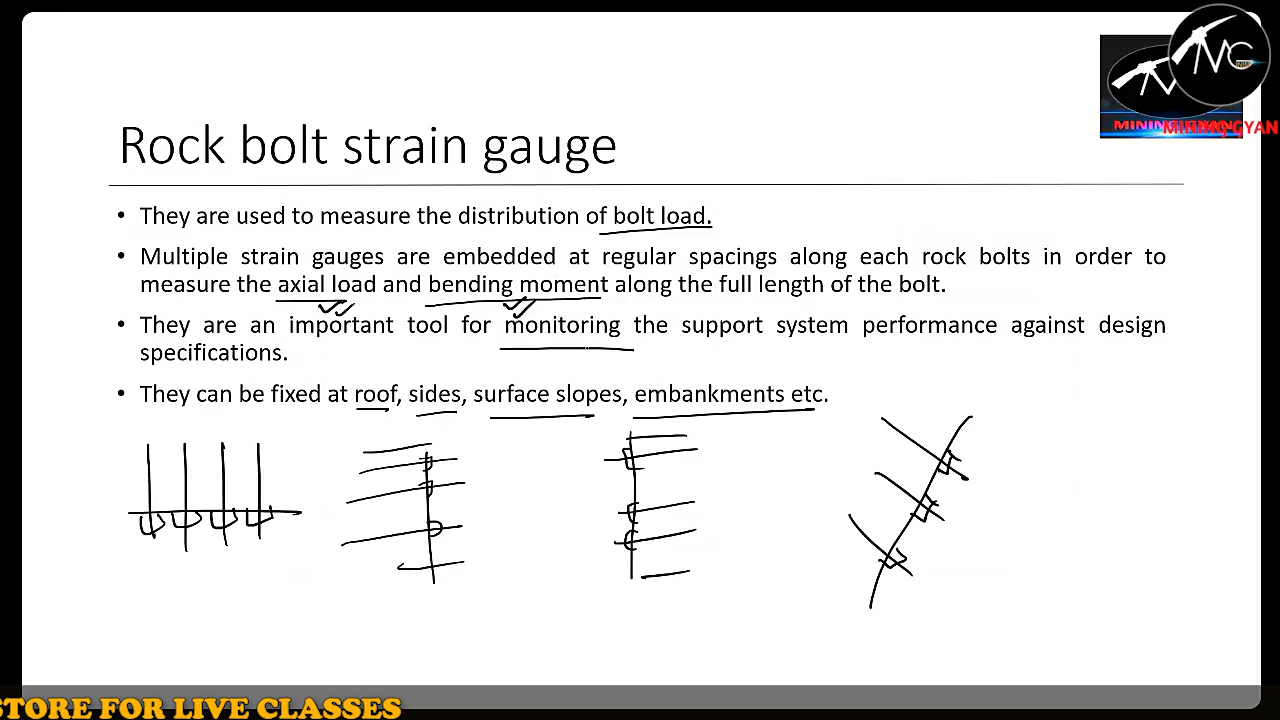 MG
MINING GYAN
Rock bolt strain gauge
• They are used to measure the distribution of bolt load.
• Multiple strain gauges are embedded at regular spacings along each rock bolts in order to
measure the axial load and bending moment along the full length of the bolt.
• They are an important tool for monitoring the support system performance against design
specifications.
• They can be fixed at roof, sides, surface slopes, embankments etc.
STORE FOR LIVE CLASSES